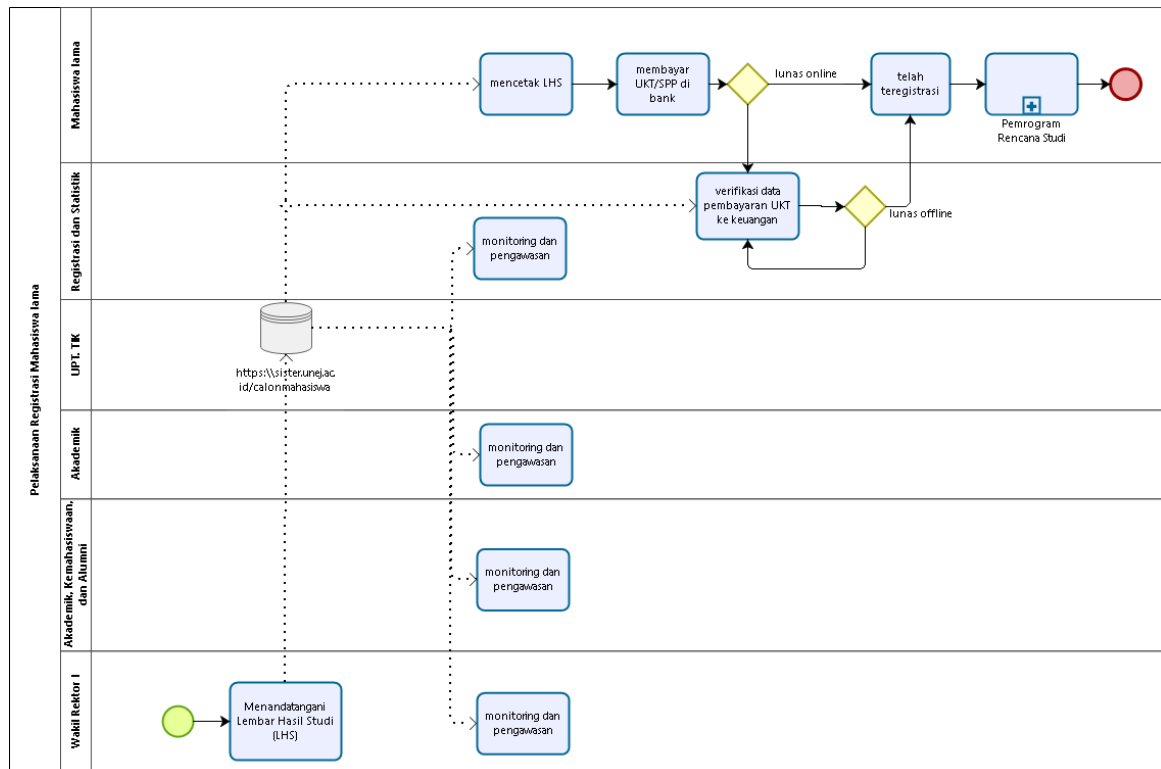 Pelaksanaan Registrasi Mahasiswa lama
Mahasiswa lama
mencetak LHS
membayar
UKT/SPP di
bank
lunas online
telah
teregistrasi
Pemrogram
Rencana Studi
Registrasi dan Statistik
verifikasi data
pembayaran UKT
ke keuangan
lunas offline
monitoring dan
pengawasan
UPT. TIK
https:\\sister.unej.ac.
id/calonmahasiswa
Akademik
monitoring dan
pengawasan
Akademik, Kemahasiswaan,
dan Alumni
monitoring dan
pengawasan
Wakil Rektor I
Menandatangani
Lembar Hasil Studi
(LHS)
monitoring dan
pengawasan